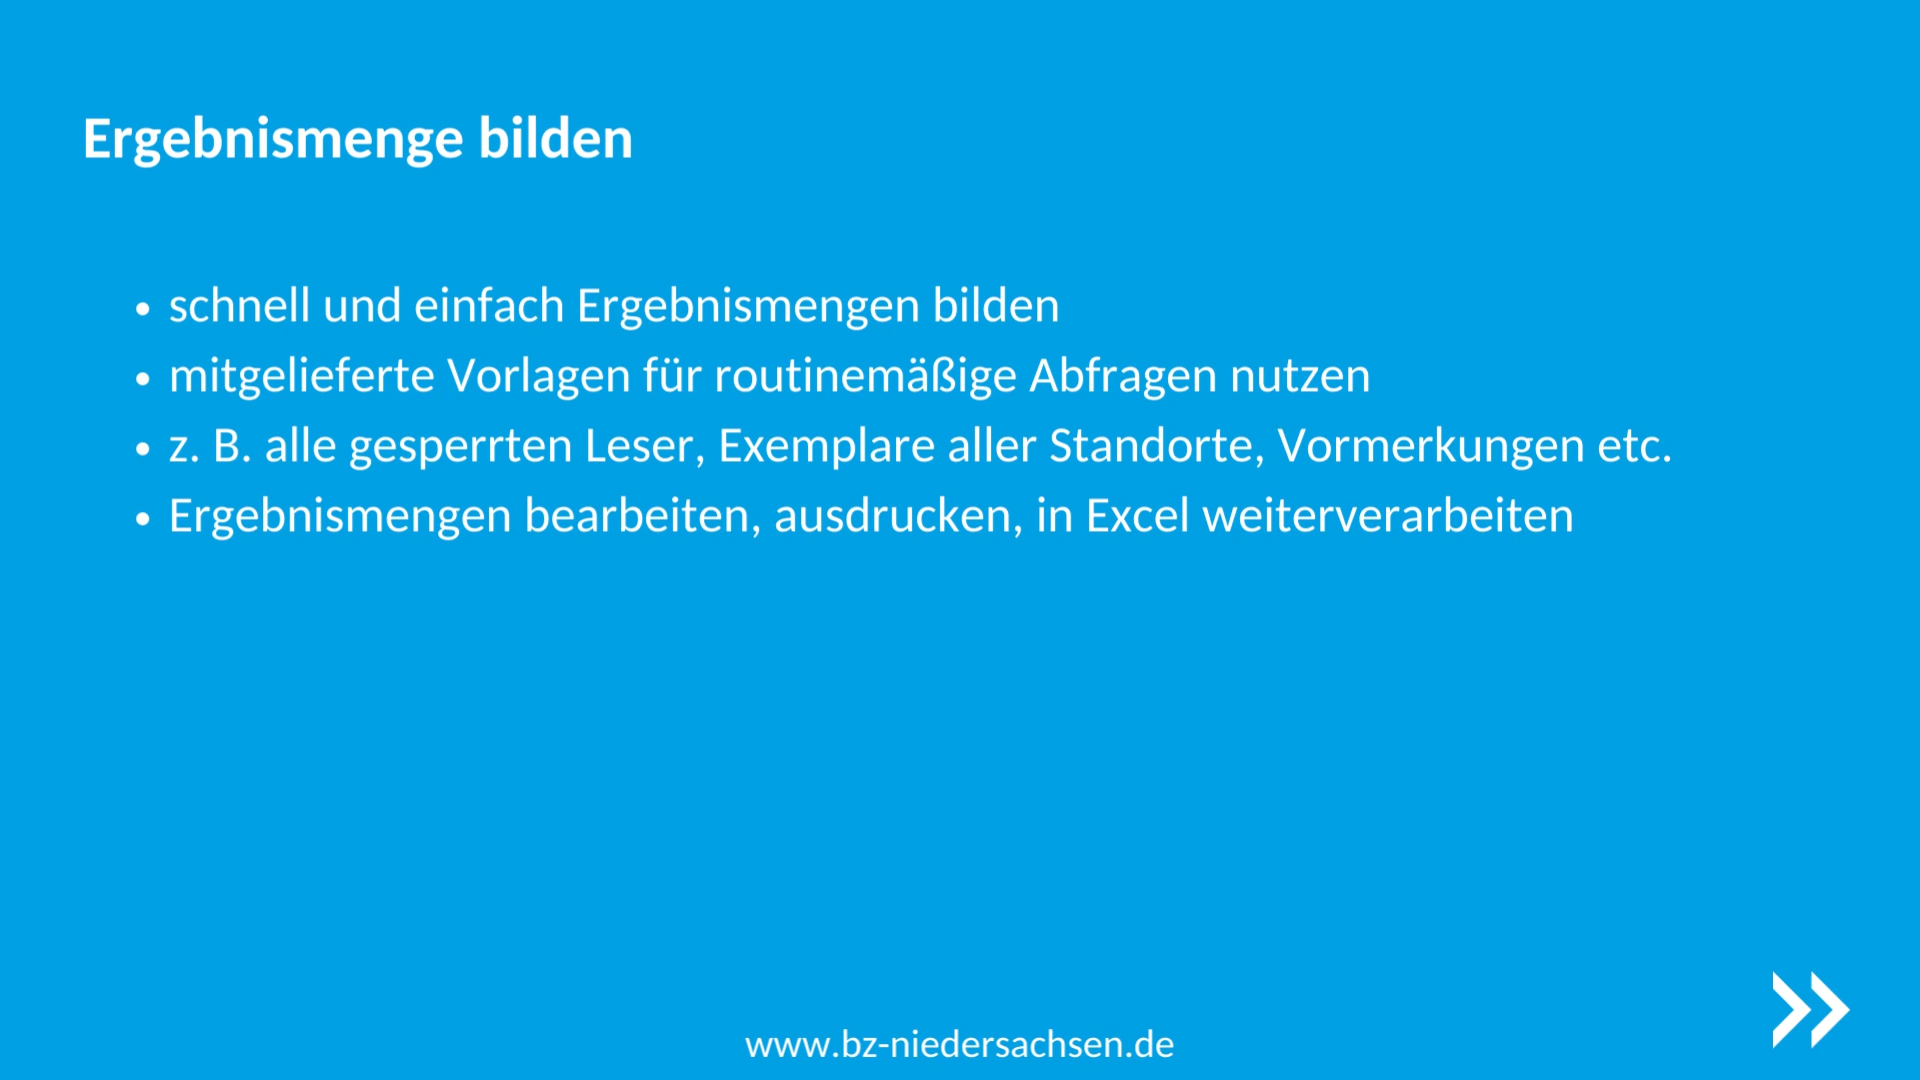 Ergebnismenge bilden
• schnell und einfach Ergebnismengen bilden
• mitgelieferte Vorlagen für routinemäßige Abfragen nutzen
• z. B. alle gesperrten Leser, Exemplare aller Standorte, Vormerkungen etc.
• Ergebnismengen bearbeiten, ausdrucken, in Excel weiterverarbeiten
www.bz-niedersachsen.de